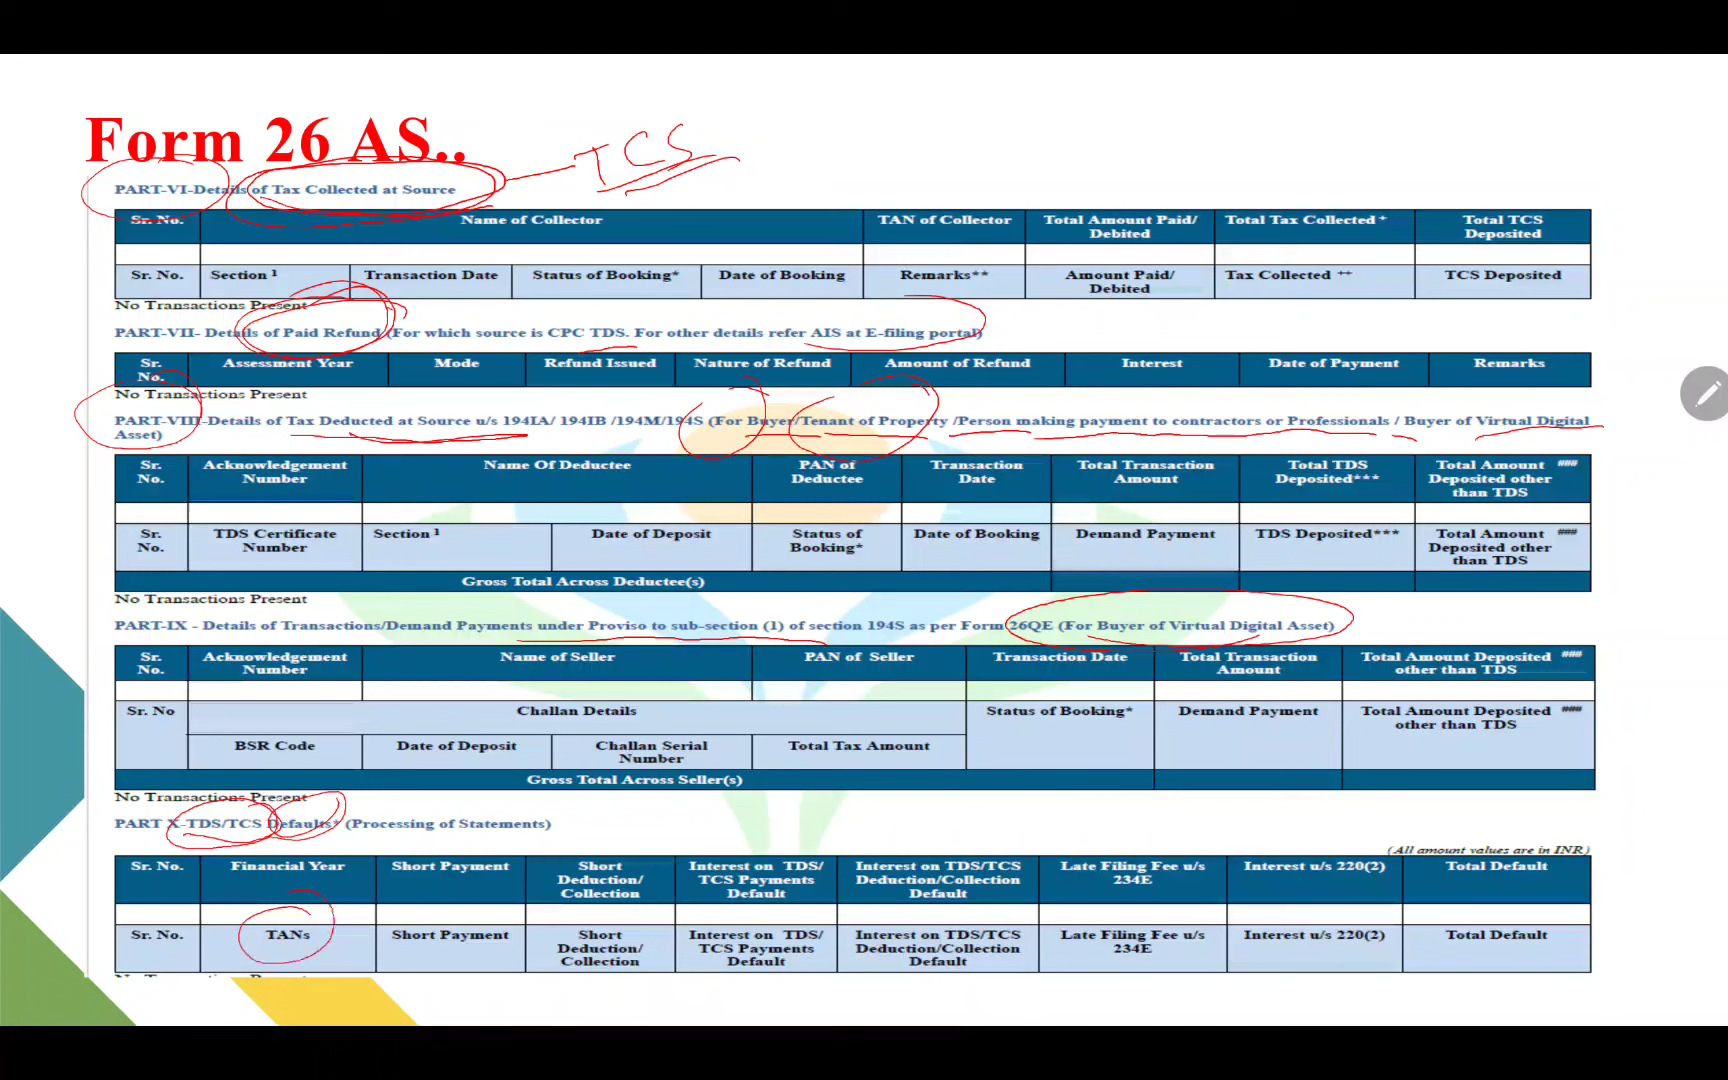 Form 26 AS..
TCS
PART-VI-Details of Tax Collected at Source
Sr. No. Name of Collector TAN of Collector Total Amount Paid/ Debited Total Tax Collected + Total TCS Deposited
Sr. No. Section 1 Transaction Date Status of Booking* Date of Booking Remarks** Amount Paid/ Debited Tax Collected ++ TCS Deposited
No Transactions Present
PART-VII- Details of Paid Refund (For which source is CPC TDS. For other details refer AIS at E-filing portal)
Sr. No. Assessment Year Mode Refund Issued Nature of Refund Amount of Refund Interest Date of Payment Remarks
No Transactions Present
PART-VIII-Details of Tax Deducted at Source u/s 194IA/ 194IB /194M/194S (For Buyer/Tenant of Property /Person making payment to contractors or Professionals / Buyer of Virtual Digital
Asset)
Sr. No. Acknowledgement Number Name Of Deductee PAN of Deductee Transaction Date Total Transaction Amount Total TDS Deposited*** Total Amount Deposited other than TDS ###
Sr. No. TDS Certificate Number Section 1 Date of Deposit Status of Booking* Date of Booking Demand Payment TDS Deposited*** Total Amount Deposited other than TDS ###
Gross Total Across Deductee(s)
No Transactions Present
PART-IX - Details of Transactions/Demand Payments under Proviso to sub-section (1) of section 194S as per Form 26QE (For Buyer of Virtual Digital Asset)
Sr. No. Acknowledgement Number Name of Seller PAN of Seller Transaction Date Total Transaction Amount Total Amount Deposited other than TDS ###
Sr. No Challan Details Status of Booking* Demand Payment Total Amount Deposited other than TDS ###
BSR Code Date of Deposit Challan Serial Number Total Tax Amount
Gross Total Across Seller(s)
No Transactions Present
PART X-TDS/TCS Defaults* (Processing of Statements)
(All amount values are in INR)
Sr. No. Financial Year Short Payment Short Deduction/ Collection Interest on TDS/ TCS Payments Default Interest on TDS/TCS Deduction/Collection Default Late Filing Fee u/s 234E Interest u/s 220(2) Total Default
Sr. No. TANs Short Payment Short Deduction/ Collection Interest on TDS/ TCS Payments Default Interest on TDS/TCS Deduction/Collection Default Late Filing Fee u/s 234E Interest u/s 220(2) Total Default